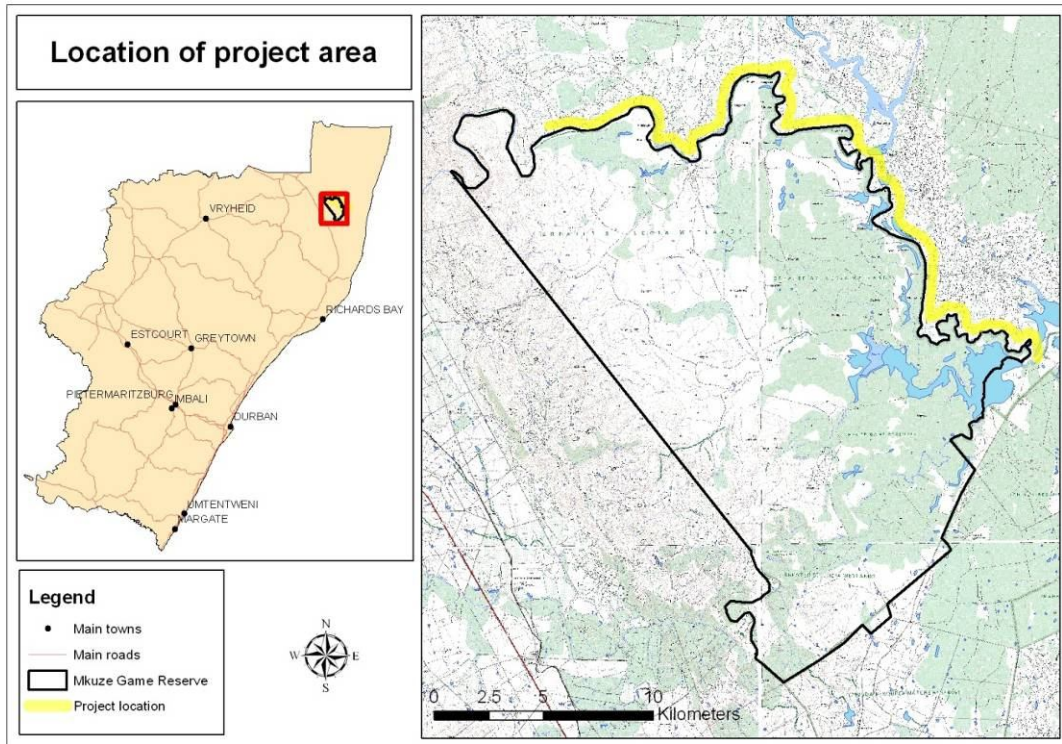 Location of project area
VRYHEID
RICHARDS BAY
ESTCOURT
GREYTOWN
PIETERMARITZBURG
IMBALI
DURBAN
UMTENTWENI
MARGATE
Legend
Main towns
Main roads
Mkuze Game Reserve
Project location
N
W E
S
0 2.5 5 10
Kilometers